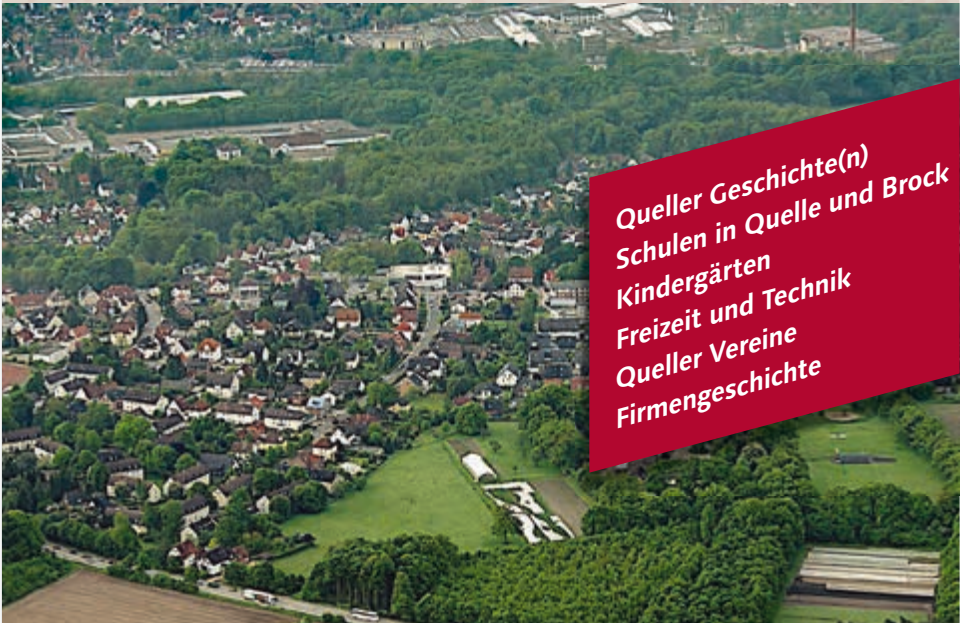 Queller Geschichte(n)
Schulen in Quelle und Brock
Kindergärten
Freizeit und Technik
Queller Vereine
Firmengeschichte